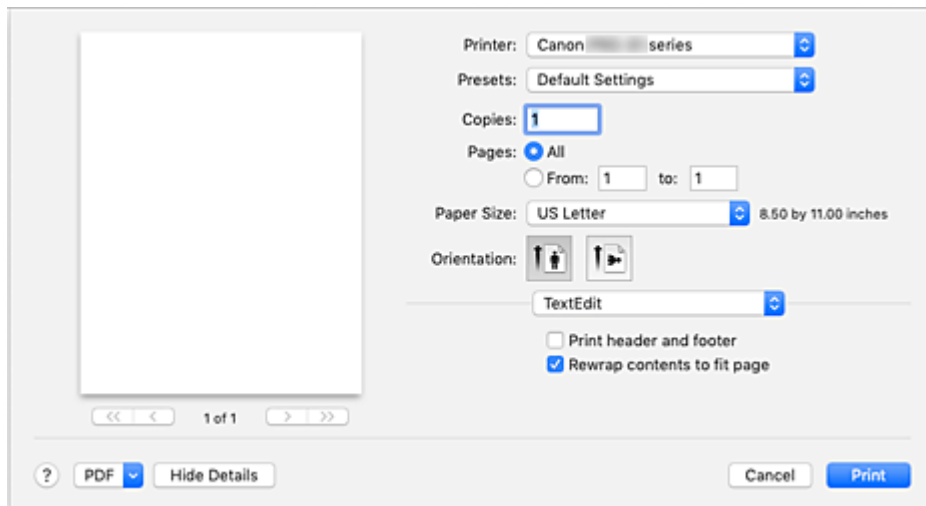 Printer: Canon series
Presets: Default Settings
Copies: 1
Pages: All
From: 1 to: 1
Paper Size: US Letter 8.50 by 11.00 inches
Orientation:
TextEdit
Print header and footer
Rewrap contents to fit page
<< < 1 of 1 > >>
? PDF Hide Details Cancel Print